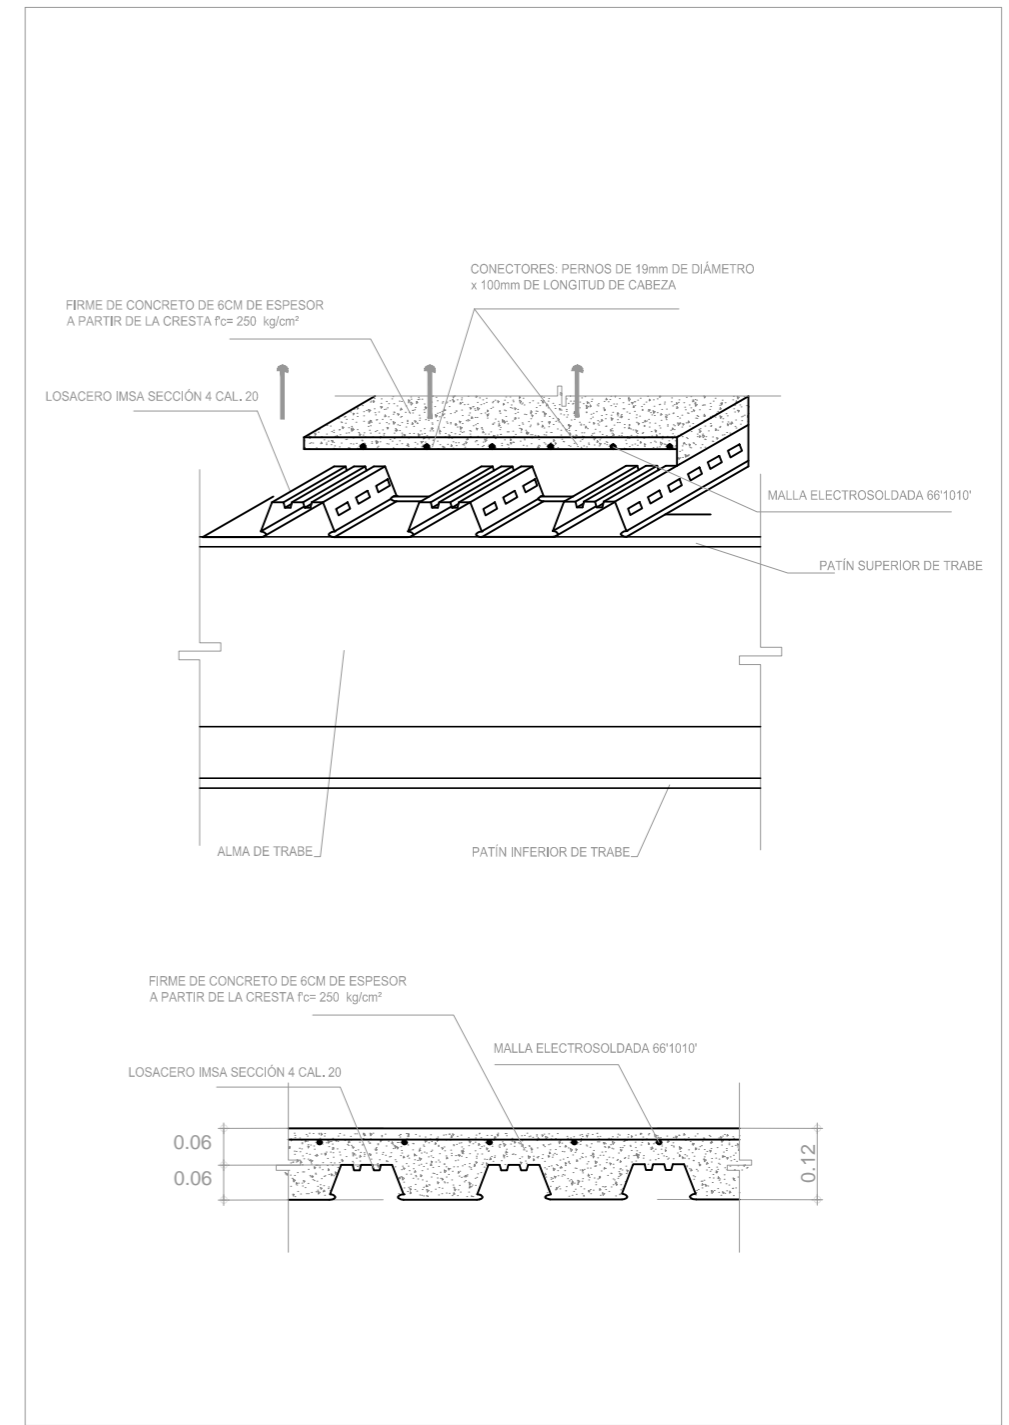 CONECTORES: PERNOS DE 19mm DE DIÁMETRO
x 100mm DE LONGITUD DE CABEZA
FIRME DE CONCRETO DE 6CM DE ESPESOR
A PARTIR DE LA CRESTA f'c= 250 kg/cm²
LOSACERO IMSA SECCIÓN 4 CAL. 20
MALLA ELECTROSOLDADA 66'1010'
PATÍN SUPERIOR DE TRABE
ALMA DE TRABE
PATÍN INFERIOR DE TRABE
FIRME DE CONCRETO DE 6CM DE ESPESOR
A PARTIR DE LA CRESTA f'c= 250 kg/cm²
MALLA ELECTROSOLDADA 66'1010'
LOSACERO IMSA SECCIÓN 4 CAL. 20
0.06
0.06
0.12